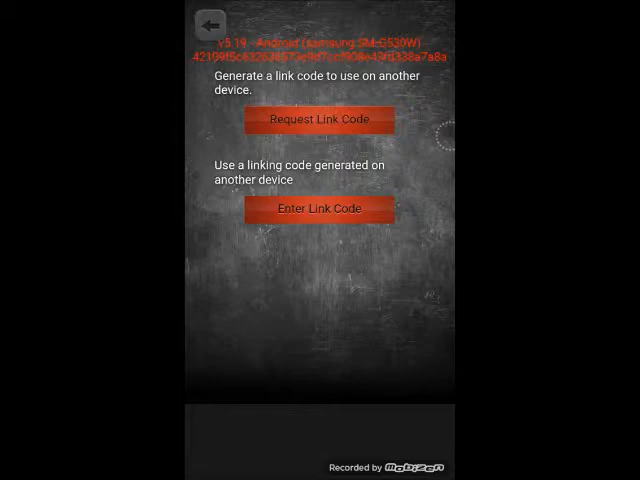 v5.19 - Android (samsung SM-G530W) -
Generate a link code to use on another
device.
Request Link Code
Use a linking code generated on
another device
Enter Link Code
Recorded by mobizen